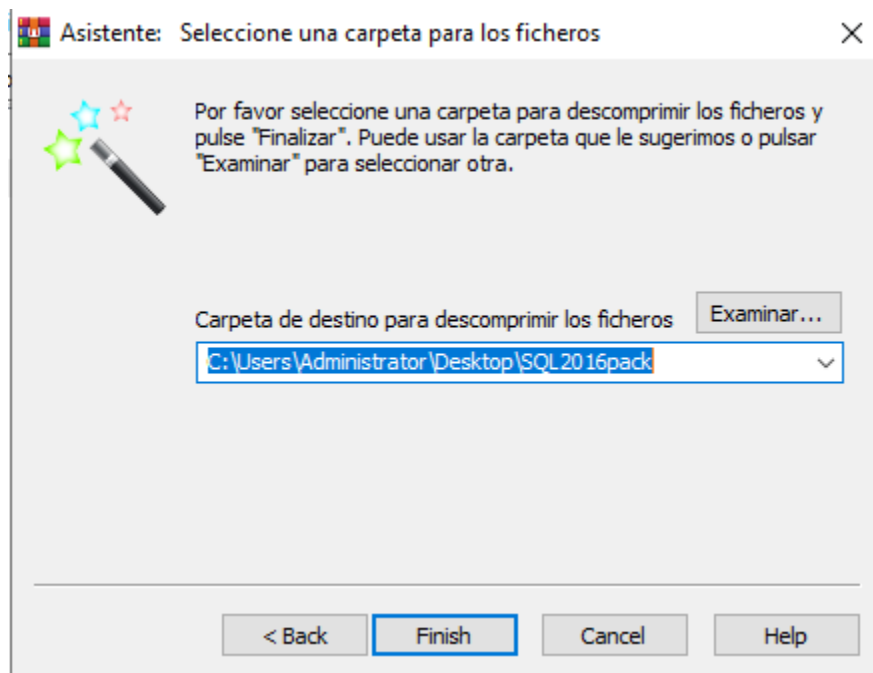 Asistente: Seleccione una carpeta para los ficheros
Por favor seleccione una carpeta para descomprimir los ficheros y
pulse "Finalizar". Puede usar la carpeta que le sugerimos o pulsar
"Examinar" para seleccionar otra.
Carpeta de destino para descomprimir los ficheros
Examinar...
C:\Users\Administrator\Desktop\SQL2016pack
< Back
Finish
Cancel
Help